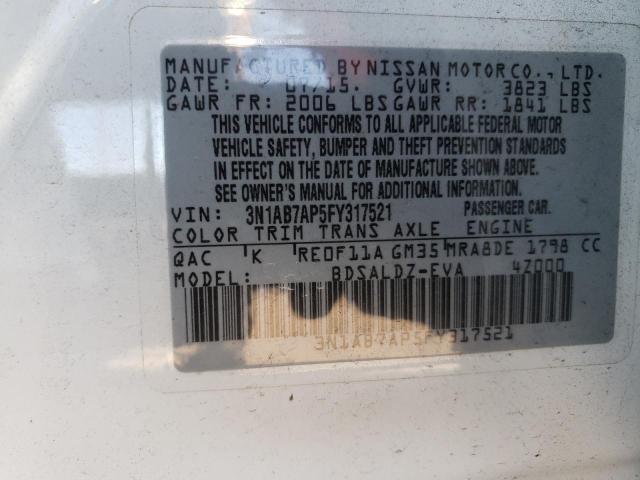 MANUFACTURED BY NISSAN MOTOR CO., LTD.
DATE: 07/15. GVWR: 3823 LBS
GAWR FR: 2006 LBS GAWR RR: 1841 LBS
THIS VEHICLE CONFORMS TO ALL APPLICABLE FEDERAL MOTOR
VEHICLE SAFETY, BUMPER AND THEFT PREVENTION STANDARDS
IN EFFECT ON THE DATE OF MANUFACTURE SHOWN ABOVE.
SEE OWNER'S MANUAL FOR ADDITIONAL INFORMATION.
VIN: 3N1AB7AP5FY317521 PASSENGER CAR.
COLOR TRIM TRANS AXLE ENGINE
QAC K RE0F11A GM35 MRA8DE 1798 CC
MODEL: BDSALDZ-EVA 4Z000
3N1AB7AP5FY317521